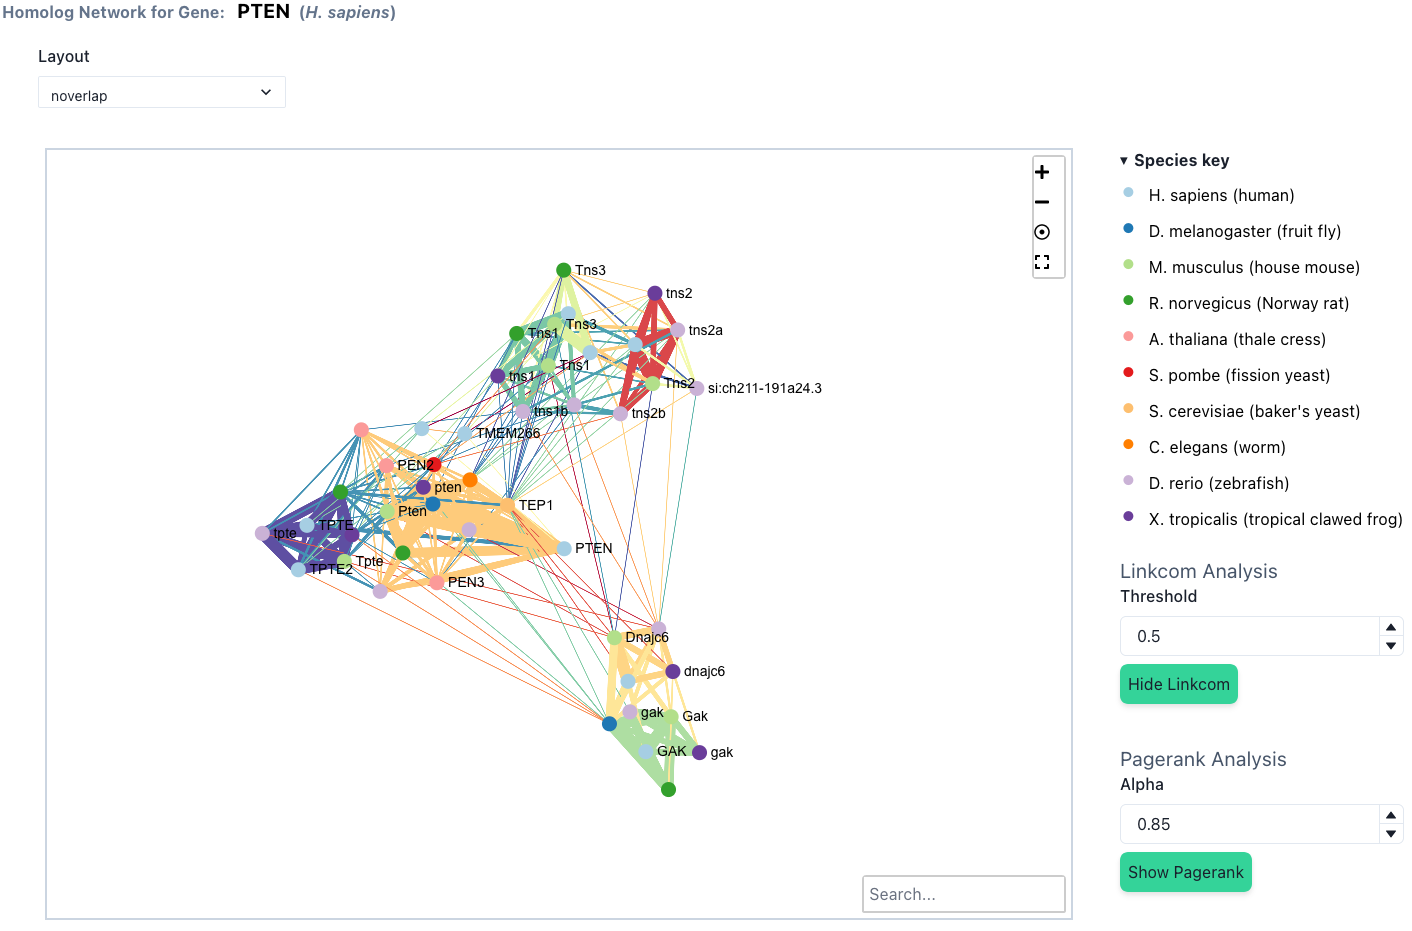 Homolog Network for Gene: PTEN (H. sapiens)
Layout
noverlap
Tns3
tns2
Tns3
tns2a
Tns1
Tns1
tns1
Tns2
si:ch211-191a24.3
tns1b
tns2b
TMEM266
PEN2
pten
TEP1
Pten
TPTE
tpte
PTEN
Tpte
TPTE2
PEN3
Dnajc6
dnajc6
gak
Gak
GAK
gak
Search...
Species key
H. sapiens (human)
D. melanogaster (fruit fly)
M. musculus (house mouse)
R. norvegicus (Norway rat)
A. thaliana (thale cress)
S. pombe (fission yeast)
S. cerevisiae (baker's yeast)
C. elegans (worm)
D. rerio (zebrafish)
X. tropicalis (tropical clawed frog)
Linkcom Analysis
Threshold
0.5
Hide Linkcom
Pagerank Analysis
Alpha
0.85
Show Pagerank